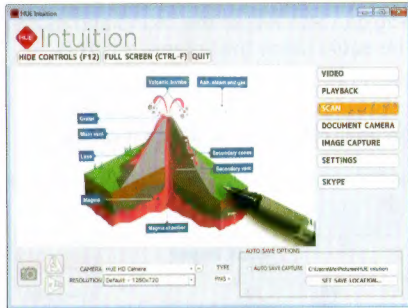 HUE Intuition
HUE Intuition
HIDE CONTROLS (F12) FULL SCREEN (CTRL-F) QUIT
VIDEO
PLAYBACK
SCAN
DOCUMENT CAMERA
IMAGE CAPTURE
SETTINGS
SKYPE
Volcanic bombs
Ash, steam and gas
Crater
Main vent
Lava
Secondary cones
Secondary vent
Magma
Magma chamber
AUTO SAVE OPTIONS
CAMERA HUE HD Camera
TYPE
AUTO SAVE CAPTURE
RESOLUTION Default - 1280x720
PNG
SET SAVE LOCATION...